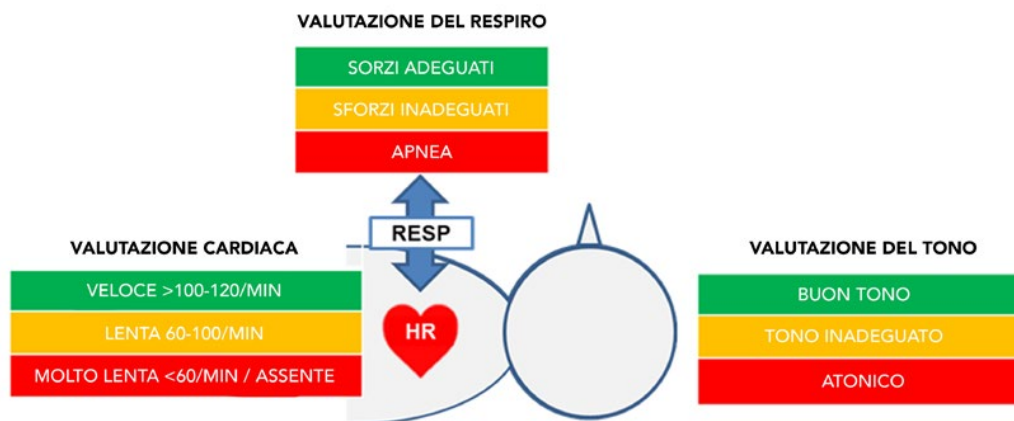 VALUTAZIONE DEL RESPIRO
SORZI ADEGUATI
SFORZI INADEGUATI
APNEA
RESP
VALUTAZIONE CARDIACA
VELOCE >100-120/MIN
LENTA 60-100/MIN
MOLTO LENTA <60/MIN / ASSENTE
HR
VALUTAZIONE DEL TONO
BUON TONO
TONO INADEGUATO
ATONICO